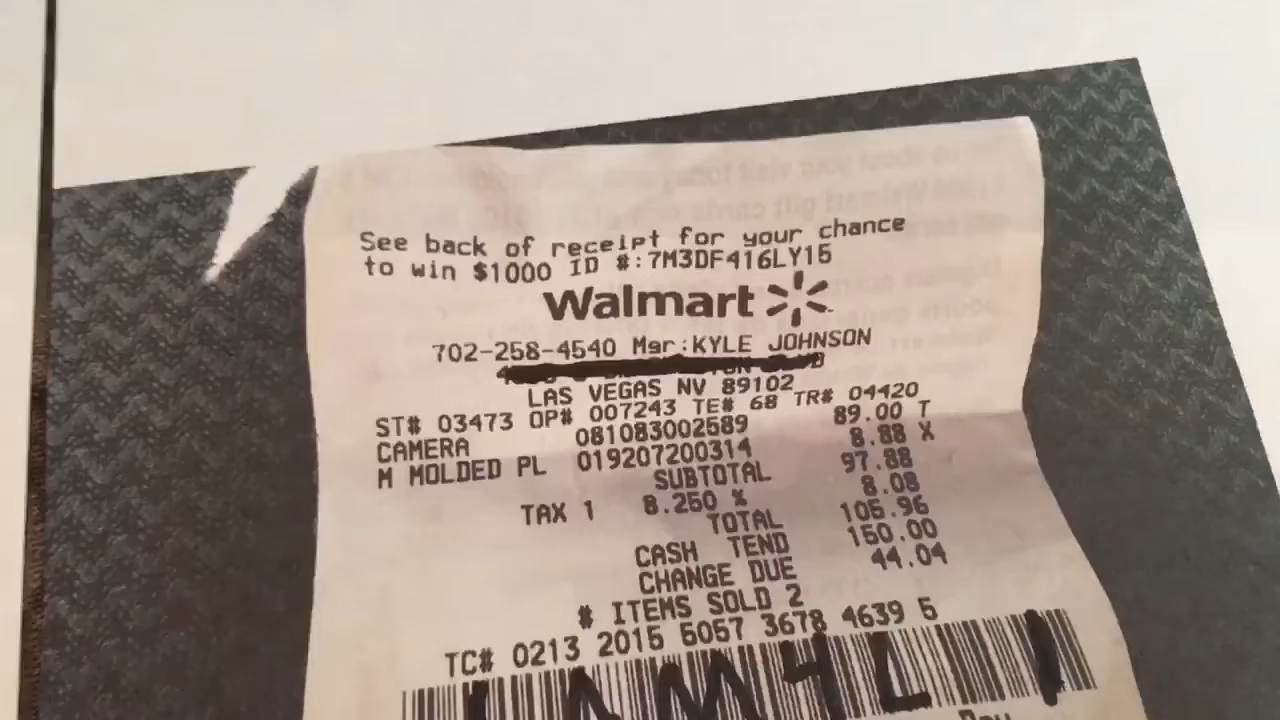 See back of receipt for your chance
to win $1000 ID #:7M3DF416LY15
Walmart
702-258-4540 Mgr:KYLE JOHNSON
LAS VEGAS NV 89102
ST# 03473 OP# 007243 TE# 68 TR# 04420
CAMERA 081083002589 89.00 T
M MOLDED PL 019207200314 8.88 X
SUBTOTAL 97.88
TAX 1 8.250 % 8.08
TOTAL 105.96
CASH TEND 150.00
CHANGE DUE 44.04
# ITEMS SOLD 2
TC# 0213 2015 5057 3678 4639 5